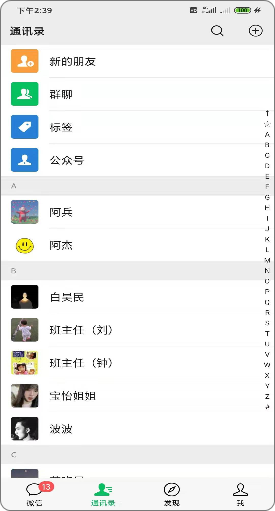 下午2:39
通讯录
新的朋友
群聊
标签
公众号
A
阿兵
阿杰
B
白昊民
班主任（刘）
班主任（钟）
宝怡姐姐
波波
C
↑
☆
A
B
C
D
E
F
G
H
I
J
K
L
M
N
O
P
Q
R
S
T
U
V
W
X
Y
Z
#
13
微信
通讯录
发现
我